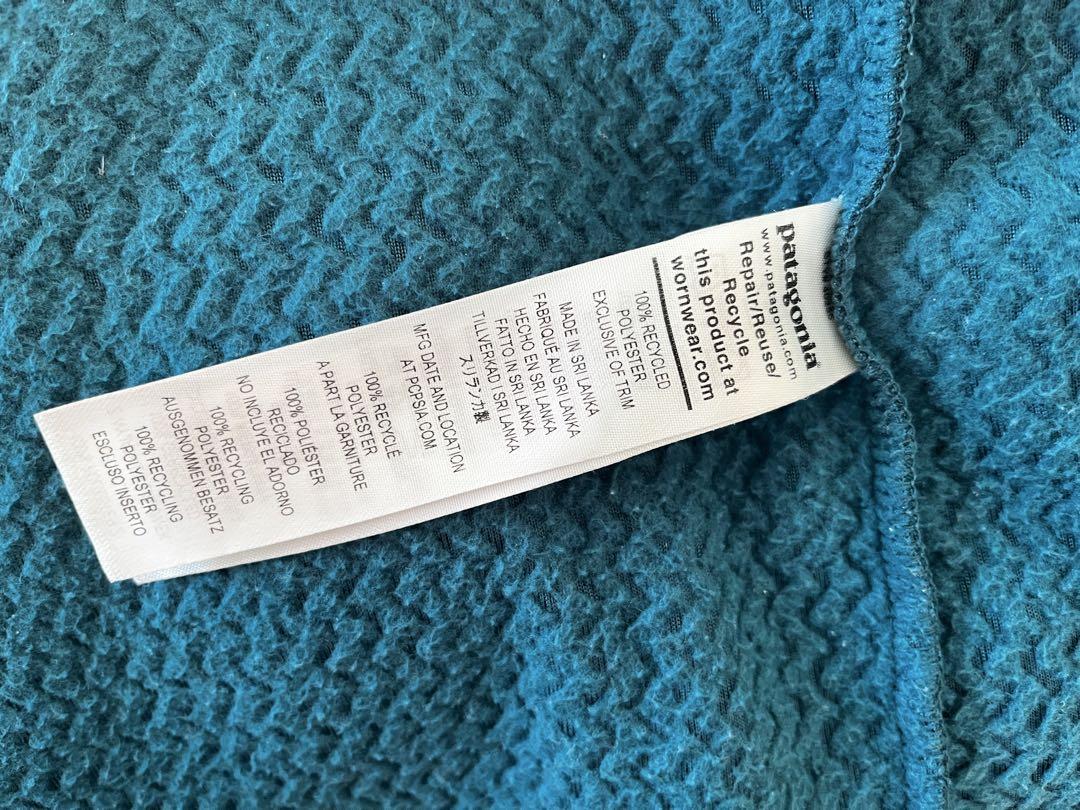 patagonia
www.patagonia.com
Repair/Reuse/
Recycle
this product at
wornwear.com
100% RECYCLED
POLYESTER
EXCLUSIVE OF TRIM
MADE IN SRI LANKA
FABRIQUÉ AU SRI LANKA
HECHO EN SRI LANKA
FATTO IN SRI LANKA
TILLVERKAD I SRI LANKA
スリランカ製
MFG DATE AND LOCATION
AT PCPSIA.COM
100% RECYCLÉ
POLYESTER
A PART LA GARNITURE
100% POLIÉSTER
RECICLADO
NO INCLUYE EL ADORNO
100% RECYCLING
POLYESTER
AUSGENOMMEN BESATZ
100% RECYCLING
POLYESTER
ESCLUSO INSERTO